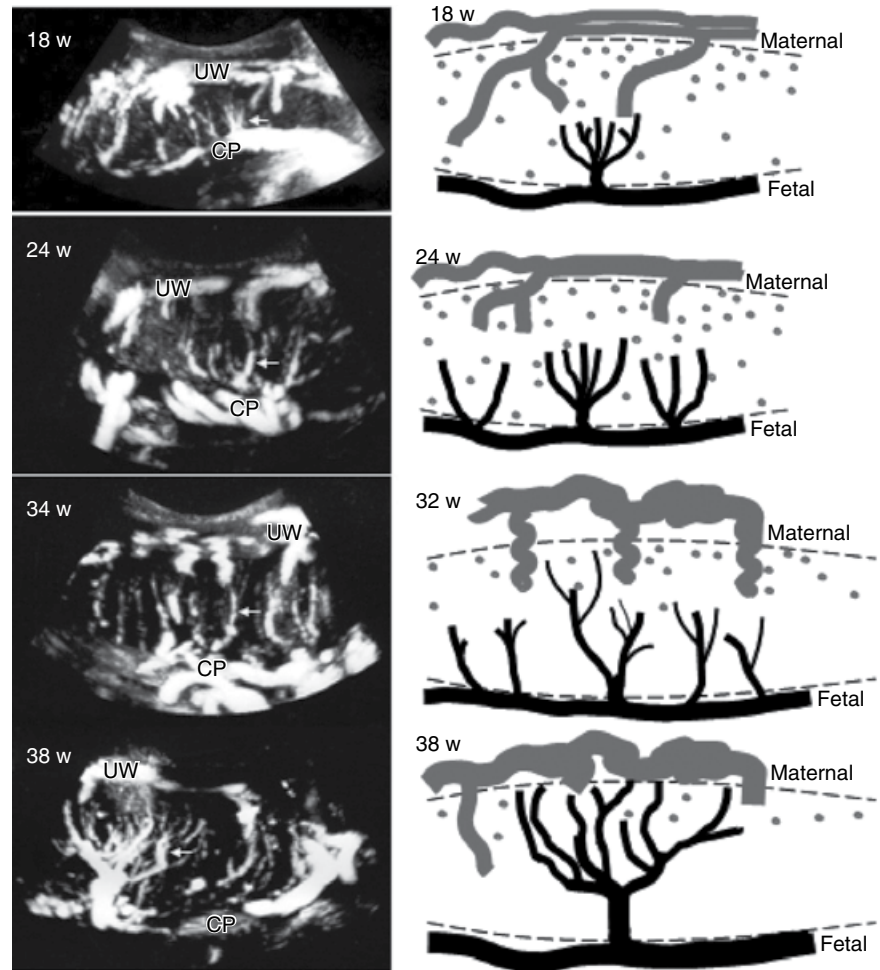 18 w
UW
CP
18 w
Maternal
Fetal
24 w
UW
CP
24 w
Maternal
Fetal
34 w
UW
CP
32 w
Maternal
Fetal
38 w
UW
CP
38 w
Maternal
Fetal